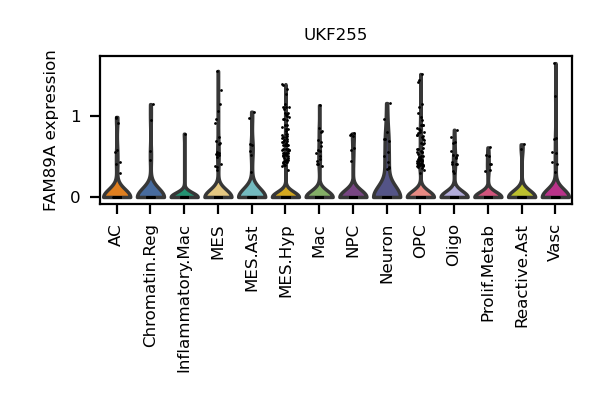 UKF255
FAM89A expression
1
0
AC
Chromatin.Reg
Inflammatory.Mac
MES
MES.Ast
MES.Hyp
Mac
NPC
Neuron
OPC
Oligo
Prolif.Metab
Reactive.Ast
Vasc